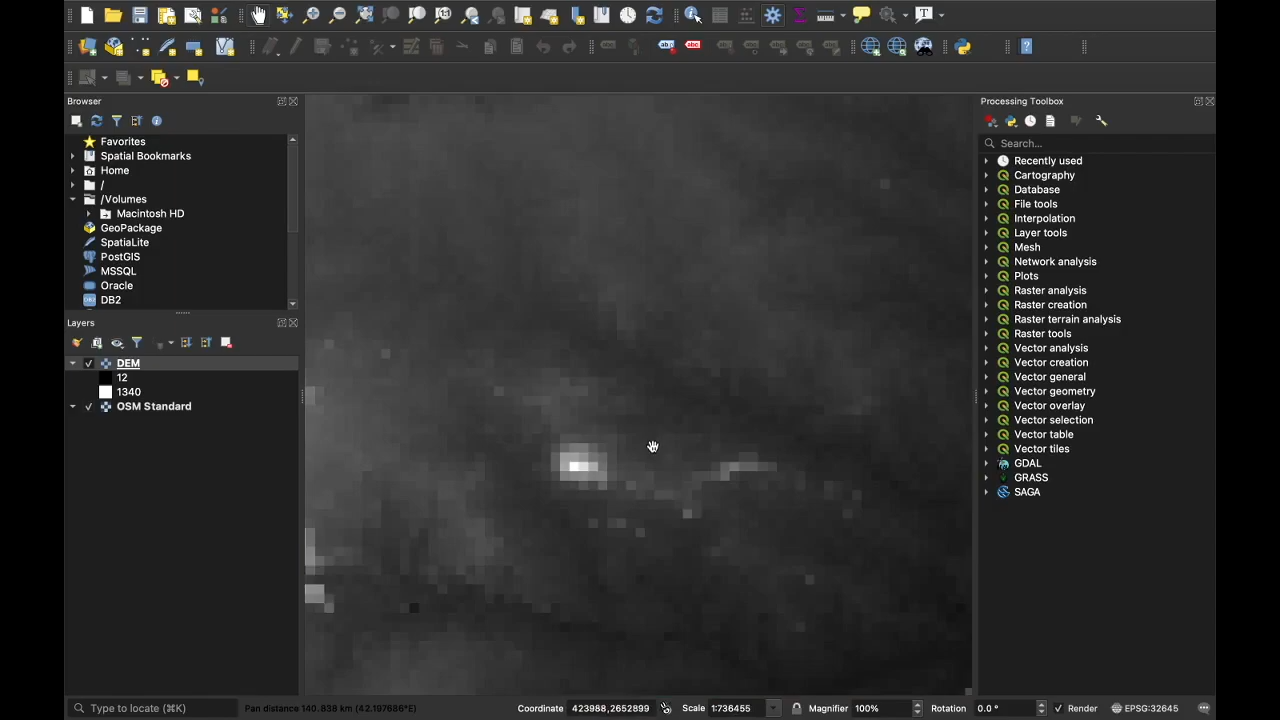 Browser
Processing Toolbox
Favorites
Spatial Bookmarks
Home
/
/Volumes
Macintosh HD
GeoPackage
SpatiaLite
PostGIS
MSSQL
Oracle
DB2
Search...
Recently used
Cartography
Database
File tools
Interpolation
Layer tools
Mesh
Network analysis
Plots
Raster analysis
Raster creation
Raster terrain analysis
Raster tools
Vector analysis
Vector creation
Vector general
Vector geometry
Vector overlay
Vector selection
Vector table
Vector tiles
GDAL
GRASS
SAGA
Layers
DEM
12
1340
OSM Standard
Type to locate (⌘K)
Pan distance 140.838 km (42.197686°E)
Coordinate 423988,2652899
Scale 1:736455
Magnifier 100%
Rotation 0.0 °
Render
EPSG:32645